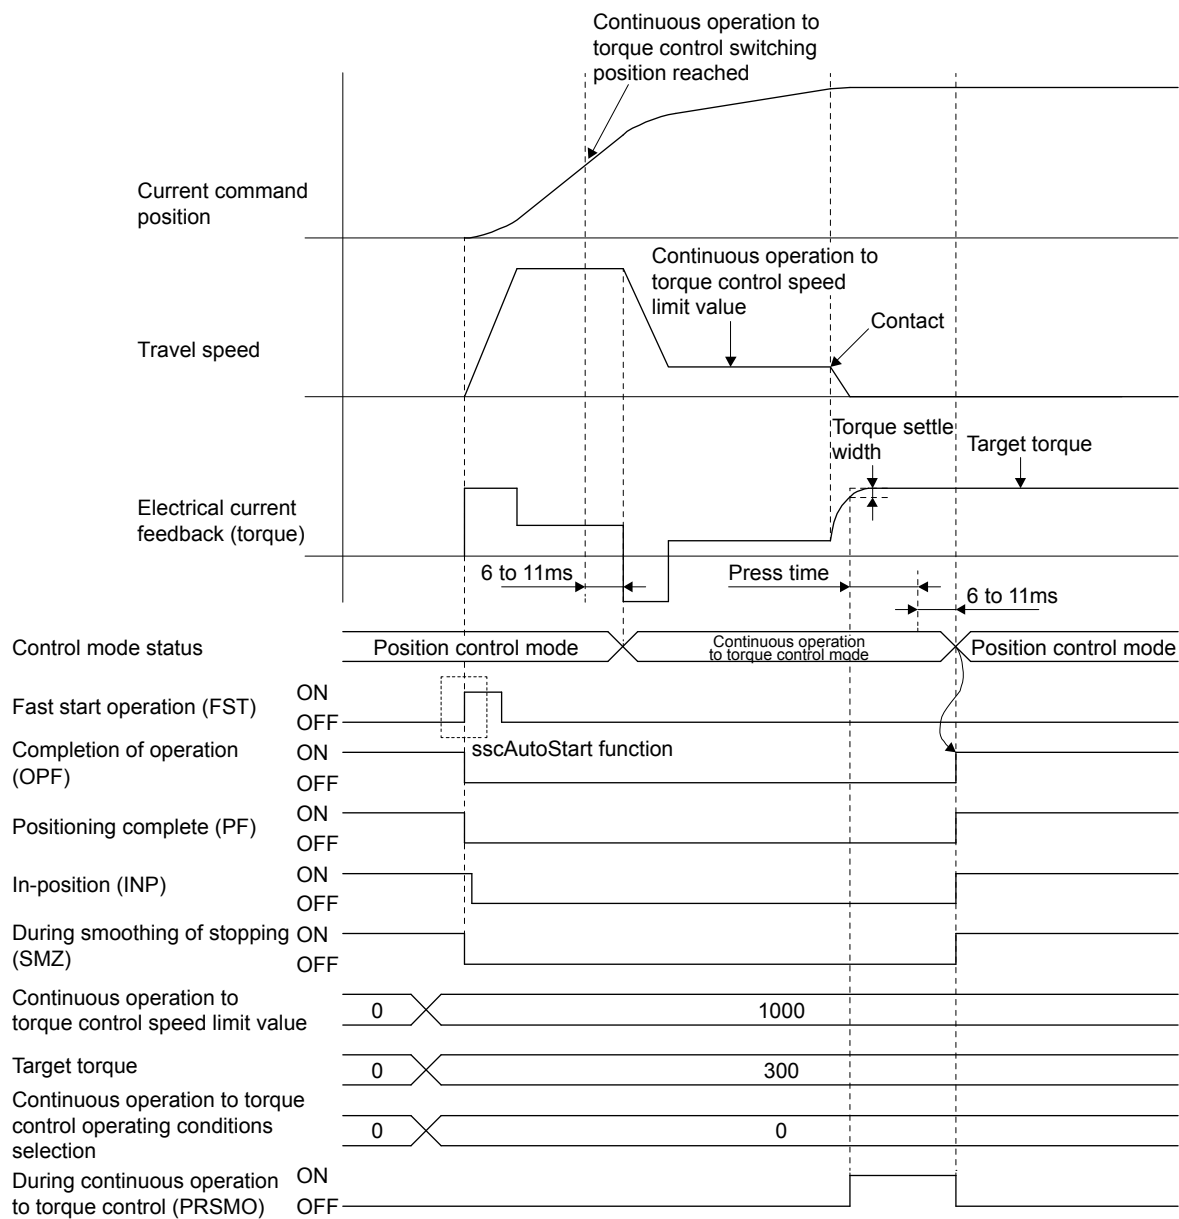 Continuous operation to
torque control switching
position reached
Current command
position
Continuous operation to
torque control speed
limit value
Contact
Travel speed
Torque settle
width
Target torque
Electrical current
feedback (torque)
6 to 11ms
Press time
6 to 11ms
Control mode status
Position control mode
Continuous operation
to torque control mode
Position control mode
Fast start operation (FST)
ON
OFF
sscAutoStart function
Completion of operation
(OPF)
ON
OFF
Positioning complete (PF)
ON
OFF
In-position (INP)
ON
OFF
During smoothing of stopping
(SMZ)
ON
OFF
Continuous operation to
torque control speed limit value
0
1000
Target torque
0
300
Continuous operation to torque
control operating conditions
selection
0
0
During continuous operation
to torque control (PRSMO)
ON
OFF